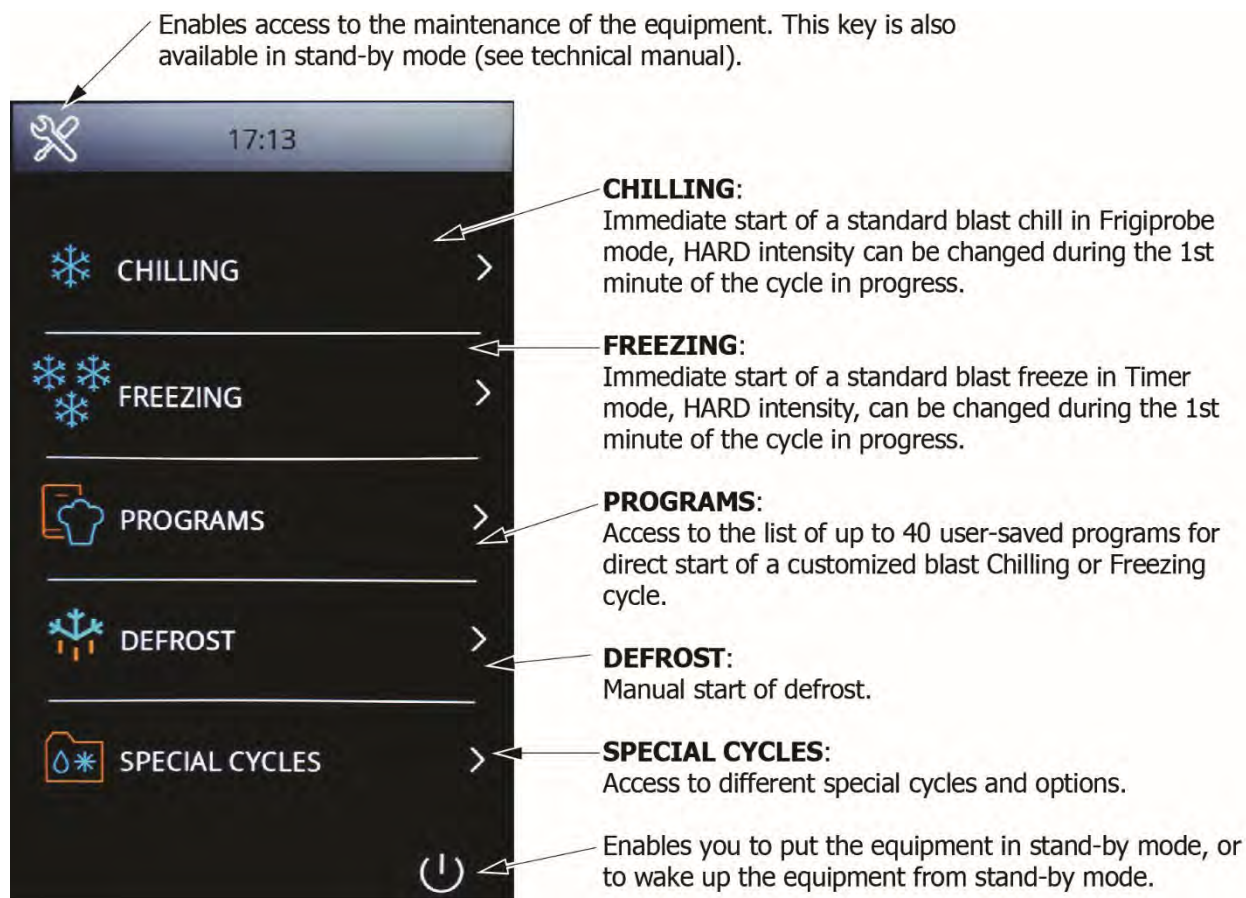 Enables access to the maintenance of the equipment. This key is also
available in stand-by mode (see technical manual).
17:13
CHILLING
FREEZING
PROGRAMS
DEFROST
SPECIAL CYCLES
CHILLING:
Immediate start of a standard blast chill in Frigiprobe
mode, HARD intensity can be changed during the 1st
minute of the cycle in progress.
FREEZING:
Immediate start of a standard blast freeze in Timer
mode, HARD intensity, can be changed during the 1st
minute of the cycle in progress.
PROGRAMS:
Access to the list of up to 40 user-saved programs for
direct start of a customized blast Chilling or Freezing
cycle.
DEFROST:
Manual start of defrost.
SPECIAL CYCLES:
Access to different special cycles and options.
Enables you to put the equipment in stand-by mode, or
to wake up the equipment from stand-by mode.